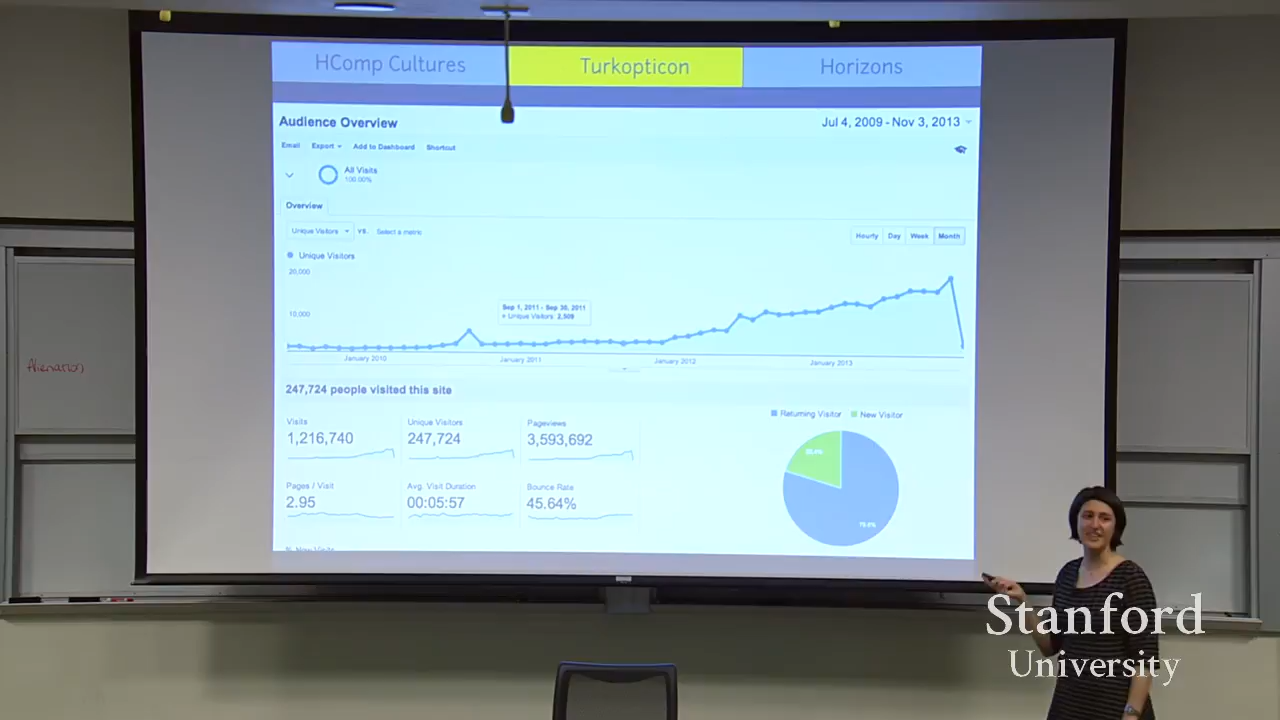 HComp Cultures Turkopticon Horizons
Audience Overview Jul 4, 2009 - Nov 3, 2013
Email Export Add to Dashboard Shortcut
All Visits
100.00%
Overview
Unique Visitors VS. Select a metric Hourly Day Week Month
Unique Visitors
20,000
10,000
Sep 1, 2011 - Sep 30, 2011
Unique Visitors: 2,509
January 2010 January 2011 January 2012 January 2013
247,724 people visited this site
Returning Visitor New Visitor
Visits Unique Visitors Pageviews
1,216,740 247,724 3,593,692
Pages / Visit Avg. Visit Duration Bounce Rate
2.95 00:05:57 45.64%
% New Visits
Alienation
Stanford
University